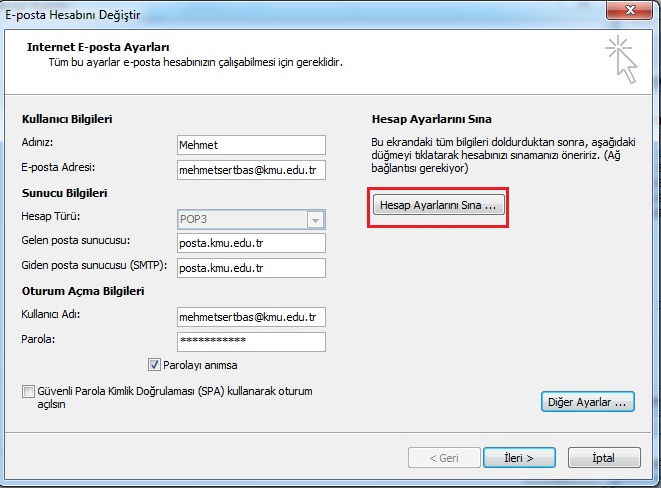 E-posta Hesabını Değiştir
Internet E-posta Ayarları
Tüm bu ayarlar e-posta hesabınızın çalışabilmesi için gereklidir.
Kullanıcı Bilgileri
Adınız:
Mehmet
E-posta Adresi:
mehmetsertbas@kmu.edu.tr
Sunucu Bilgileri
Hesap Türü:
POP3
Gelen posta sunucusu:
posta.kmu.edu.tr
Giden posta sunucusu (SMTP):
posta.kmu.edu.tr
Oturum Açma Bilgileri
Kullanıcı Adı:
mehmetsertbas@kmu.edu.tr
Parola:
***********
Parolayı anımsa
Güvenli Parola Kimlik Doğrulaması (SPA) kullanarak oturum
açılsın
Hesap Ayarlarını Sına
Bu ekrandaki tüm bilgileri doldurduktan sonra, aşağıdaki
düğmeyi tıklatarak hesabınızı sınamanızı öneririz. (Ağ
bağlantısı gerekiyor)
Hesap Ayarlarını Sına ...
Diğer Ayarlar ...
< Geri
İleri >
İptal